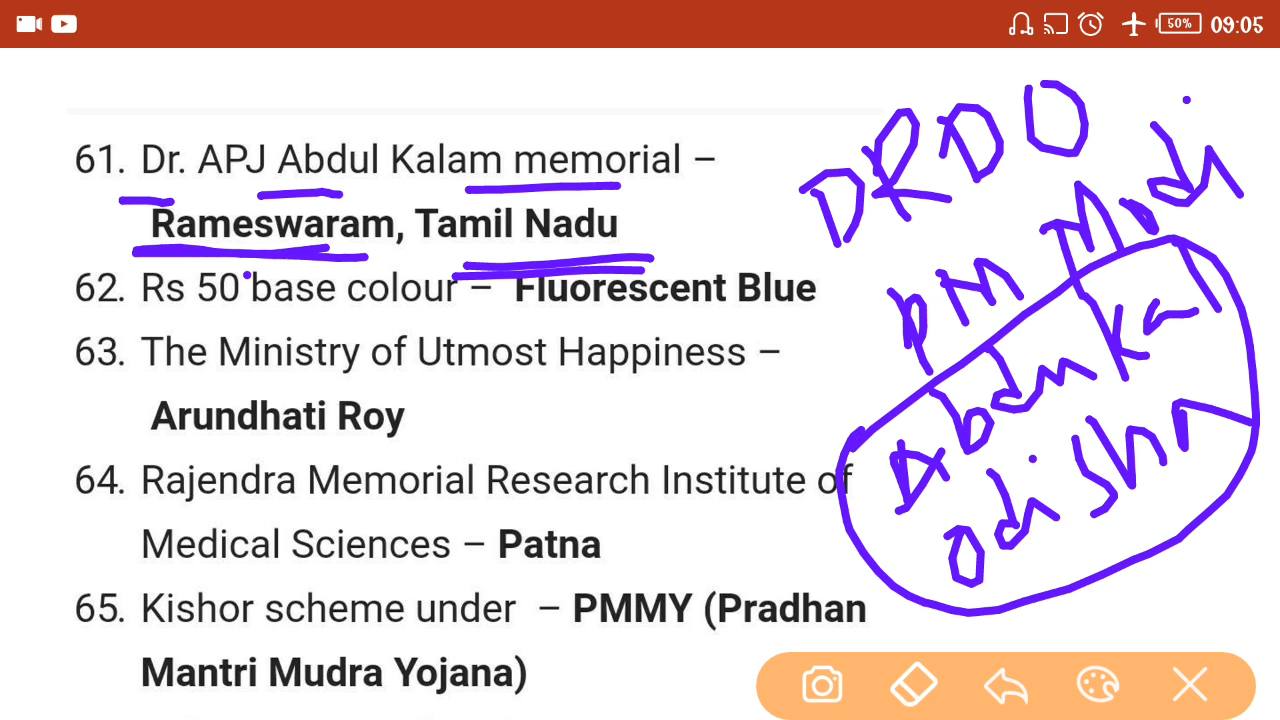 50% 09:05
61. Dr. APJ Abdul Kalam memorial –
Rameswaram, Tamil Nadu
62. Rs 50 base colour – Fluorescent Blue
63. The Ministry of Utmost Happiness –
Arundhati Roy
64. Rajendra Memorial Research Institute of
Medical Sciences – Patna
65. Kishor scheme under – PMMY (Pradhan
Mantri Mudra Yojana)
DRDO
PM Modi
Abdul Kal
odisha